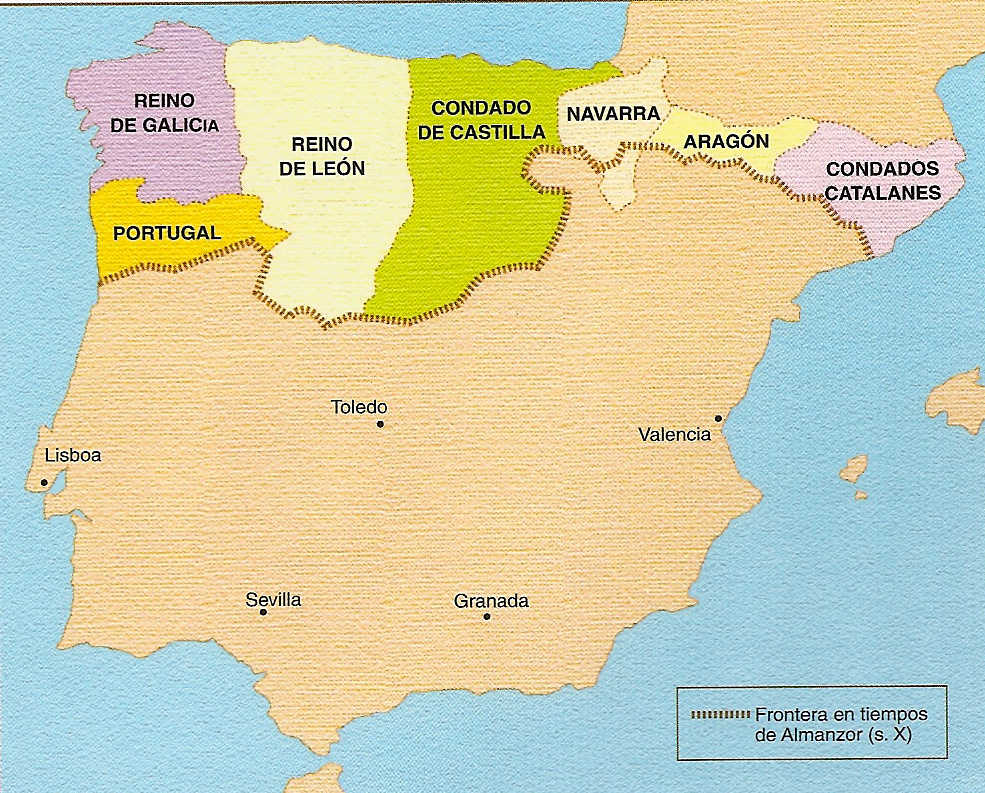 REINO
DE GALICIA
REINO
DE LEÓN
CONDADO
DE CASTILLA
NAVARRA
ARAGÓN
CONDADOS
CATALANES
PORTUGAL
Toledo
Valencia
Lisboa
Sevilla
Granada
Frontera en tiempos
de Almanzor (s. X)